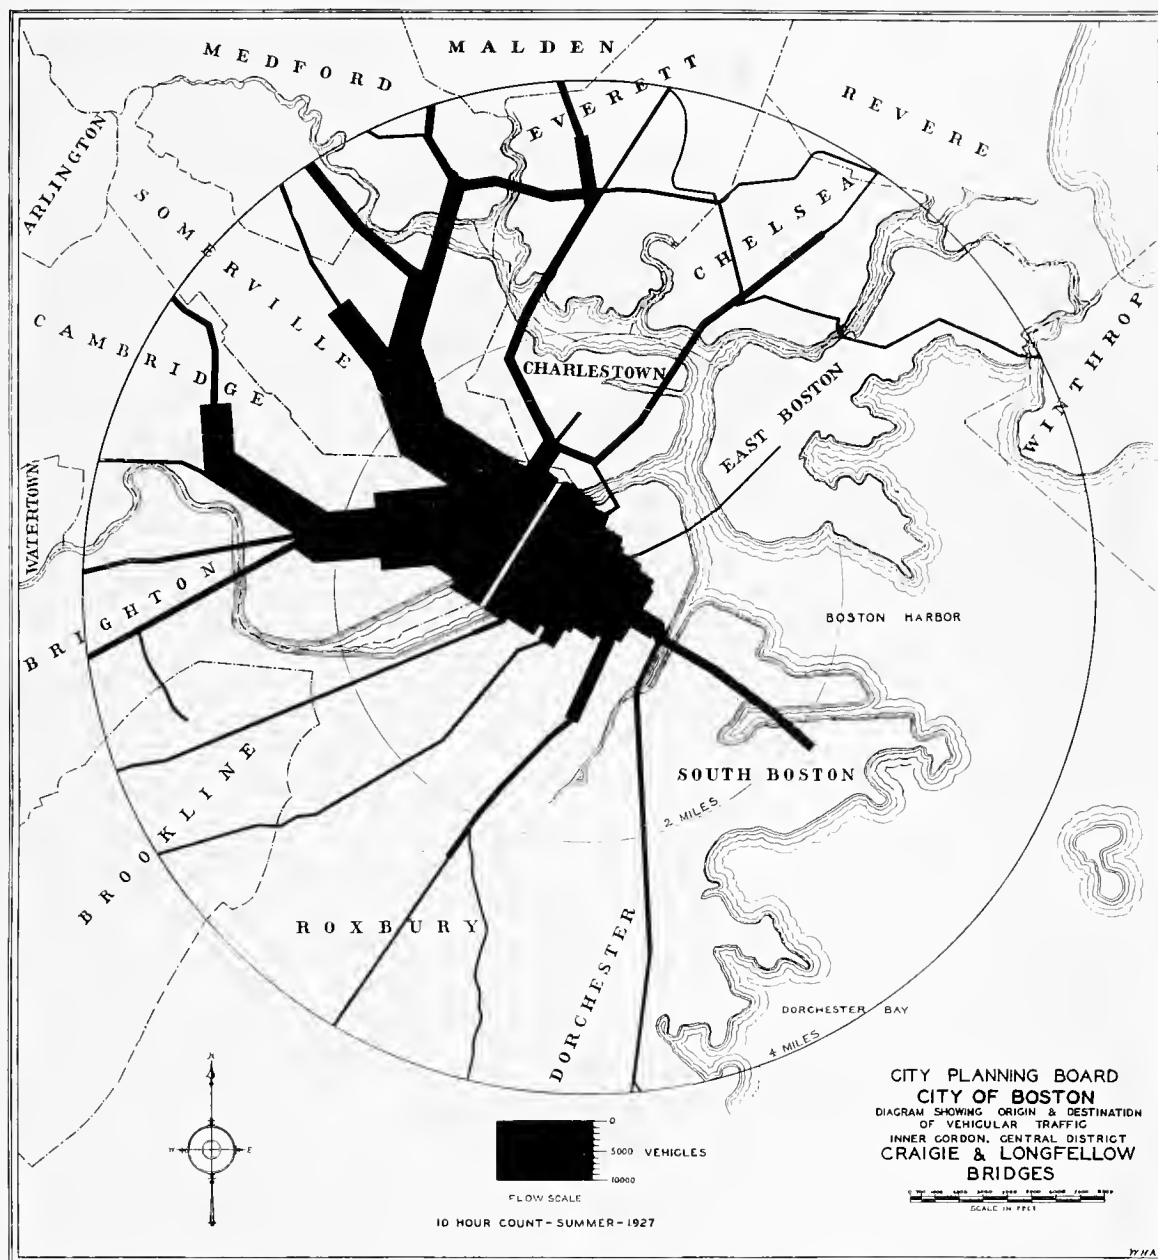 MEDFORD
MALDEN
EVERETT
REVERE
ARLINGTON
SOMERVILLE
CHELSEA
CAMBRIDGE
WINTHROP
CHARLESTOWN
EAST BOSTON
WATERTOWN
BRIGHTON
BOSTON HARBOR
BROOKLINE
SOUTH BOSTON
2 MILES
ROXBURY
DORCHESTER
DORCHESTER BAY
4 MILES
N
W E
0
5000 VEHICLES
10000
FLOW SCALE
10 HOUR COUNT-SUMMER-1927
CITY PLANNING BOARD
CITY OF BOSTON
DIAGRAM SHOWING ORIGIN & DESTINATION
OF VEHICULAR TRAFFIC
INNER CORDON, CENTRAL DISTRICT
CRAIGIE & LONGFELLOW
BRIDGES
SCALE IN FEET